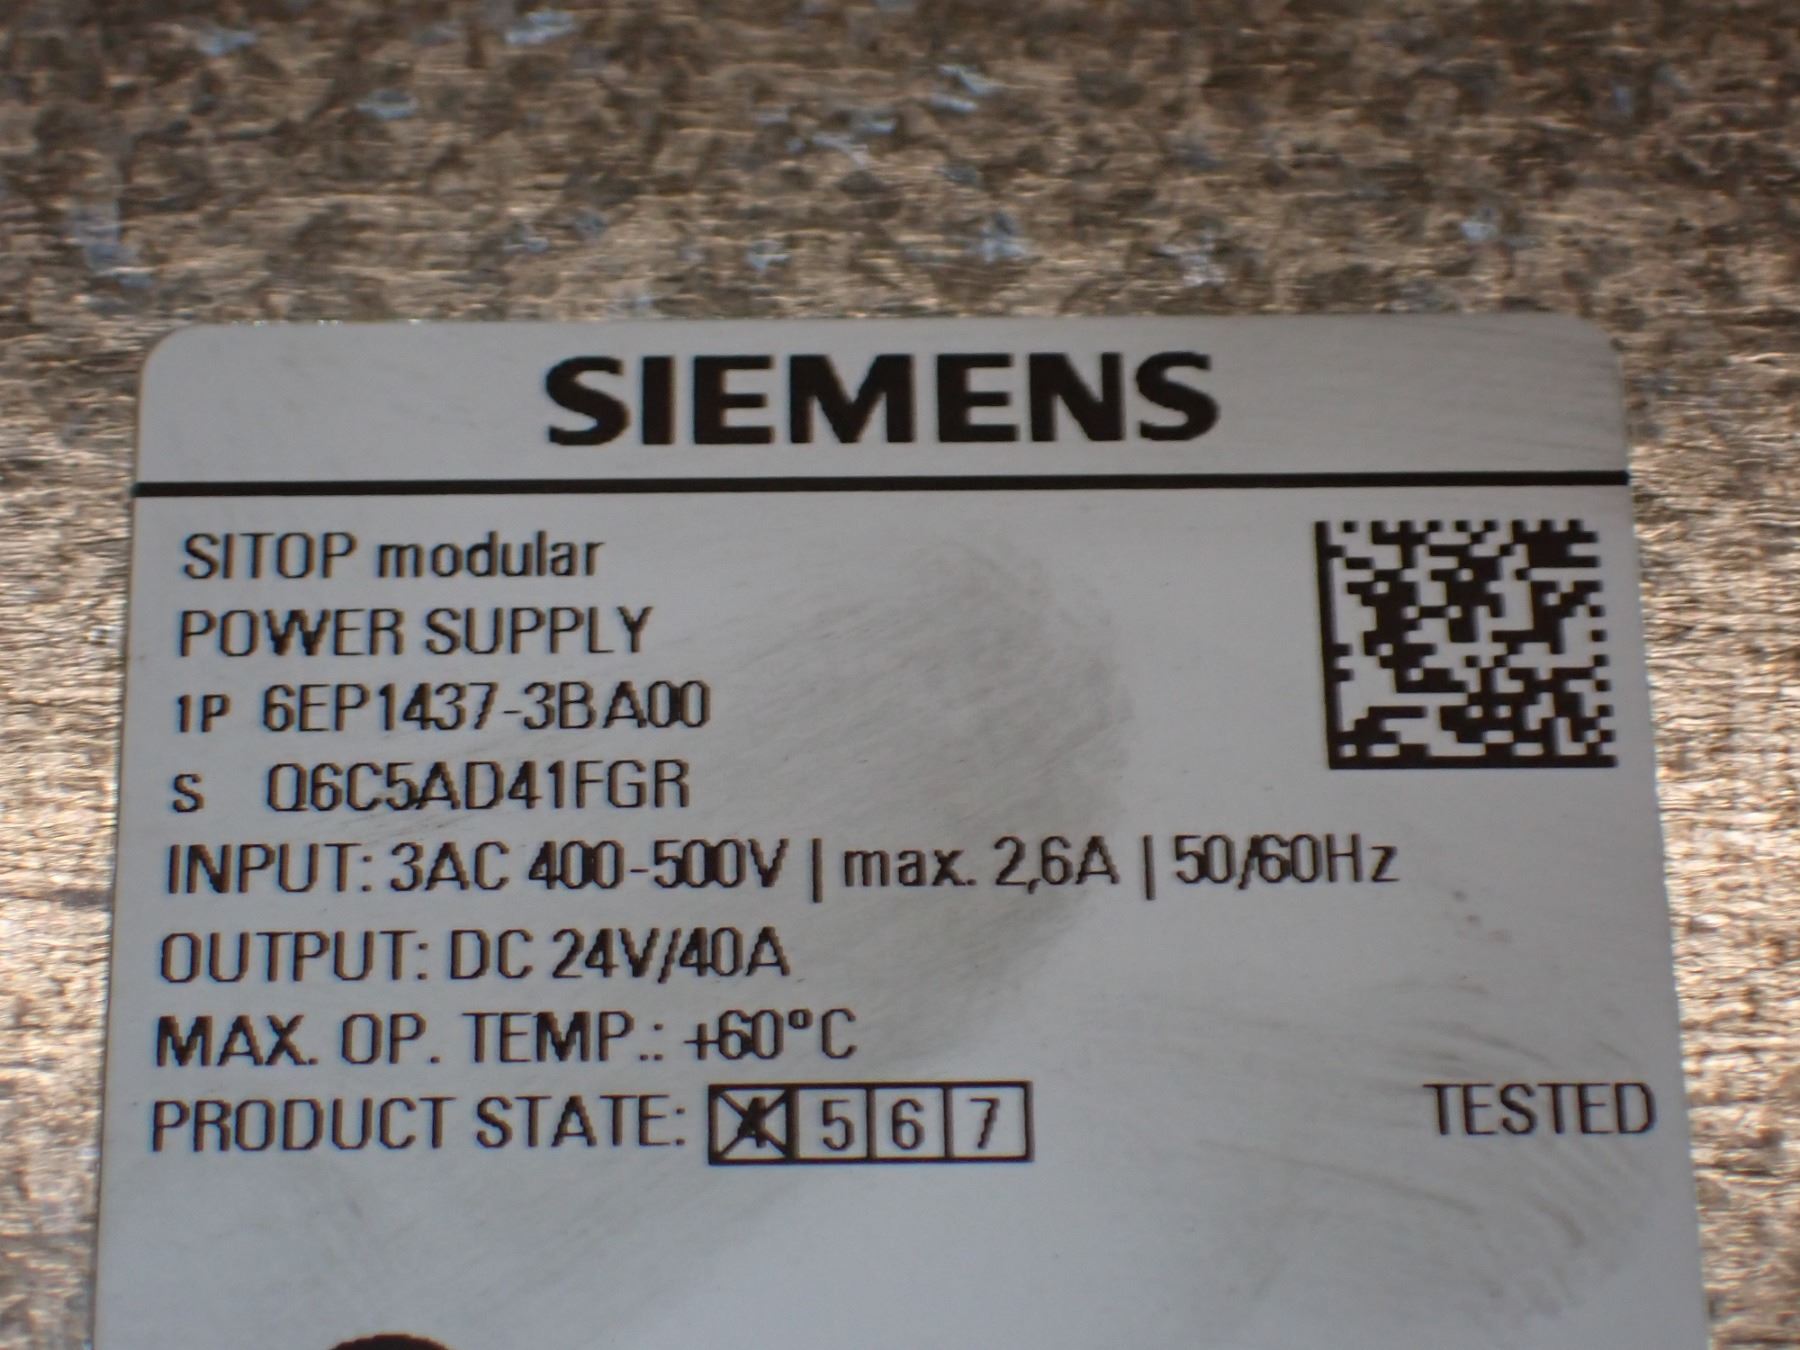 SIEMENS
SITOP modular
POWER SUPPLY
1P 6EP1437-3BA00
S Q6C5AD41FGR
INPUT: 3AC 400-500V | max. 2,6A | 50/60Hz
OUTPUT: DC 24V/40A
MAX. OP. TEMP.: +60°C
PRODUCT STATE: 4 5 6 7 TESTED